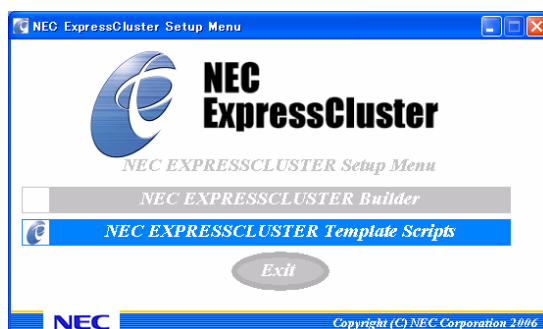 NEC ExpressCluster Setup Menu
NEC
ExpressCluster
NEC EXPRESSCLUSTER Setup Menu
NEC EXPRESSCLUSTER Builder
NEC EXPRESSCLUSTER Template Scripts
Exit
NEC Copyright (C) NEC Corporation 2006